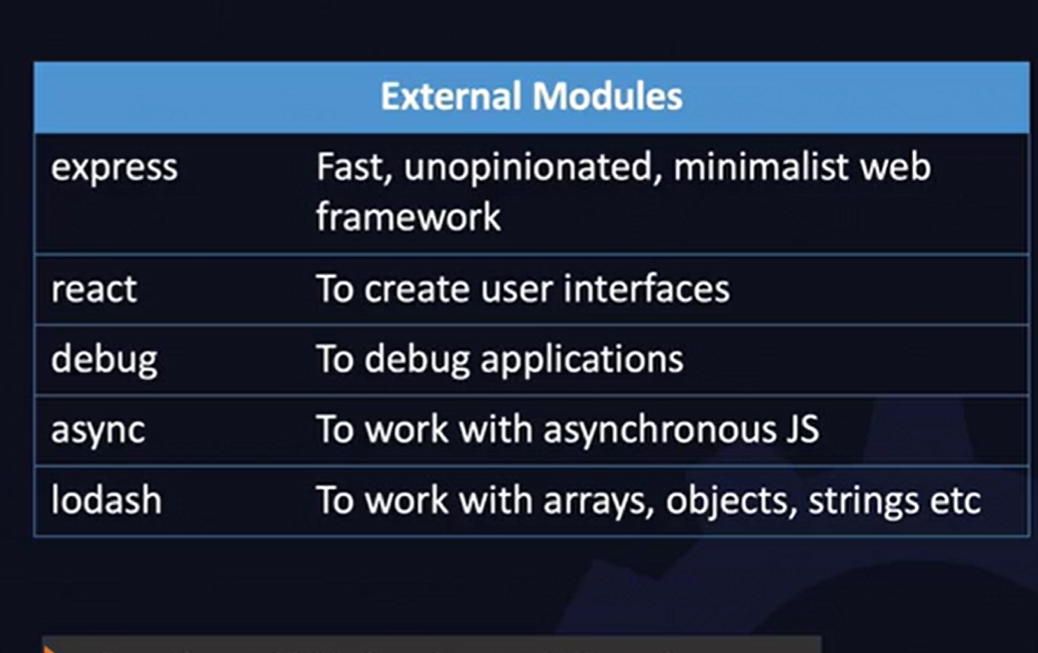 External Modules
express Fast, unopinionated, minimalist web
framework
react To create user interfaces
debug To debug applications
async To work with asynchronous JS
lodash To work with arrays, objects, strings etc